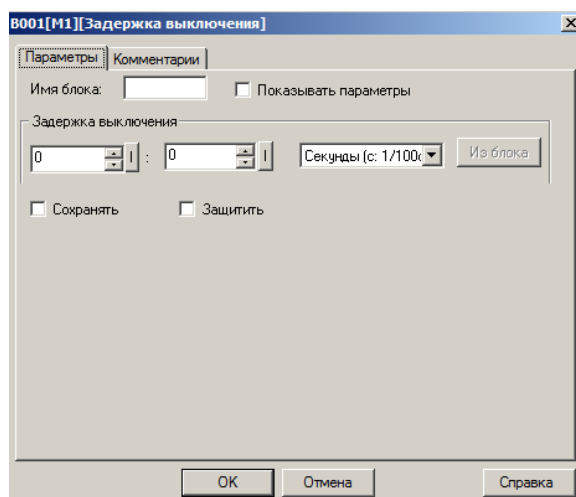 B001[M1][Задержка выключения]
Параметры Комментарии
Имя блока: Показывать параметры
Задержка выключения
0 : 0 Секунды (с: 1/100с Из блока
Сохранять Защитить
OK Отмена Справка